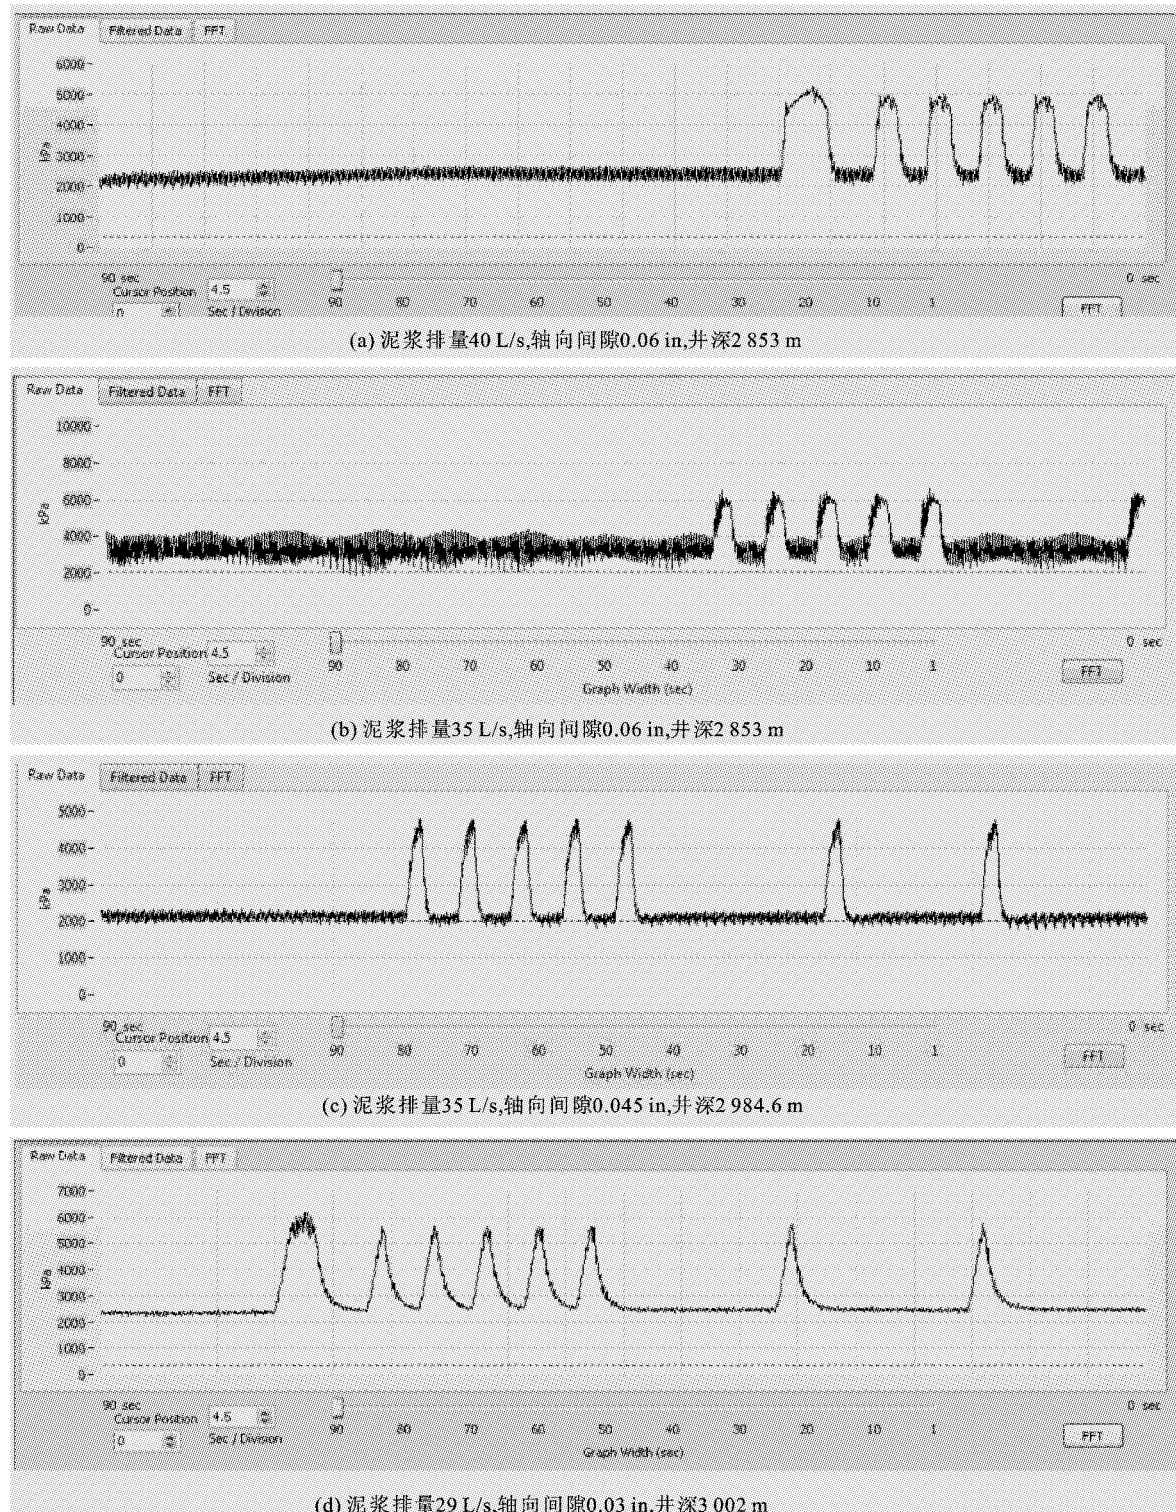 Raw Data Filtered Data FFT
6000
5000
4000
kPa
3000
2000
1000
0
90 sec 0 sec
Cursor Position 4.5
0 Sec / Division
90 80 70 60 50 40 30 20 10 1
FFT
(a) 泥浆排量40 L/s,轴向间隙0.06 in,井深2 853 m
Raw Data Filtered Data FFT
10000
8000
6000
kPa
4000
2000
0
90 sec 0 sec
Cursor Position 4.5
0 Sec / Division
90 80 70 60 50 40 30 20 10 1
FFT
Graph Width (sec)
(b) 泥浆排量35 L/s,轴向间隙0.06 in,井深2 853 m
Raw Data Filtered Data FFT
5000
4000
3000
kPa
2000
1000
0
90 sec 0 sec
Cursor Position 4.5
0 Sec / Division
90 80 70 60 50 40 30 20 10 1
FFT
Graph Width (sec)
(c) 泥浆排量35 L/s,轴向间隙0.045 in,井深2 984.6 m
Raw Data Filtered Data FFT
7000
6000
5000
4000
kPa
3000
2000
1000
0
90 sec 0 sec
Cursor Position 4.5
0 Sec / Division
90 80 70 60 50 40 30 20 10 1
FFT
Graph Width (sec)
(d) 泥浆排量29 L/s,轴向间隙0.03 in,井深3 002 m